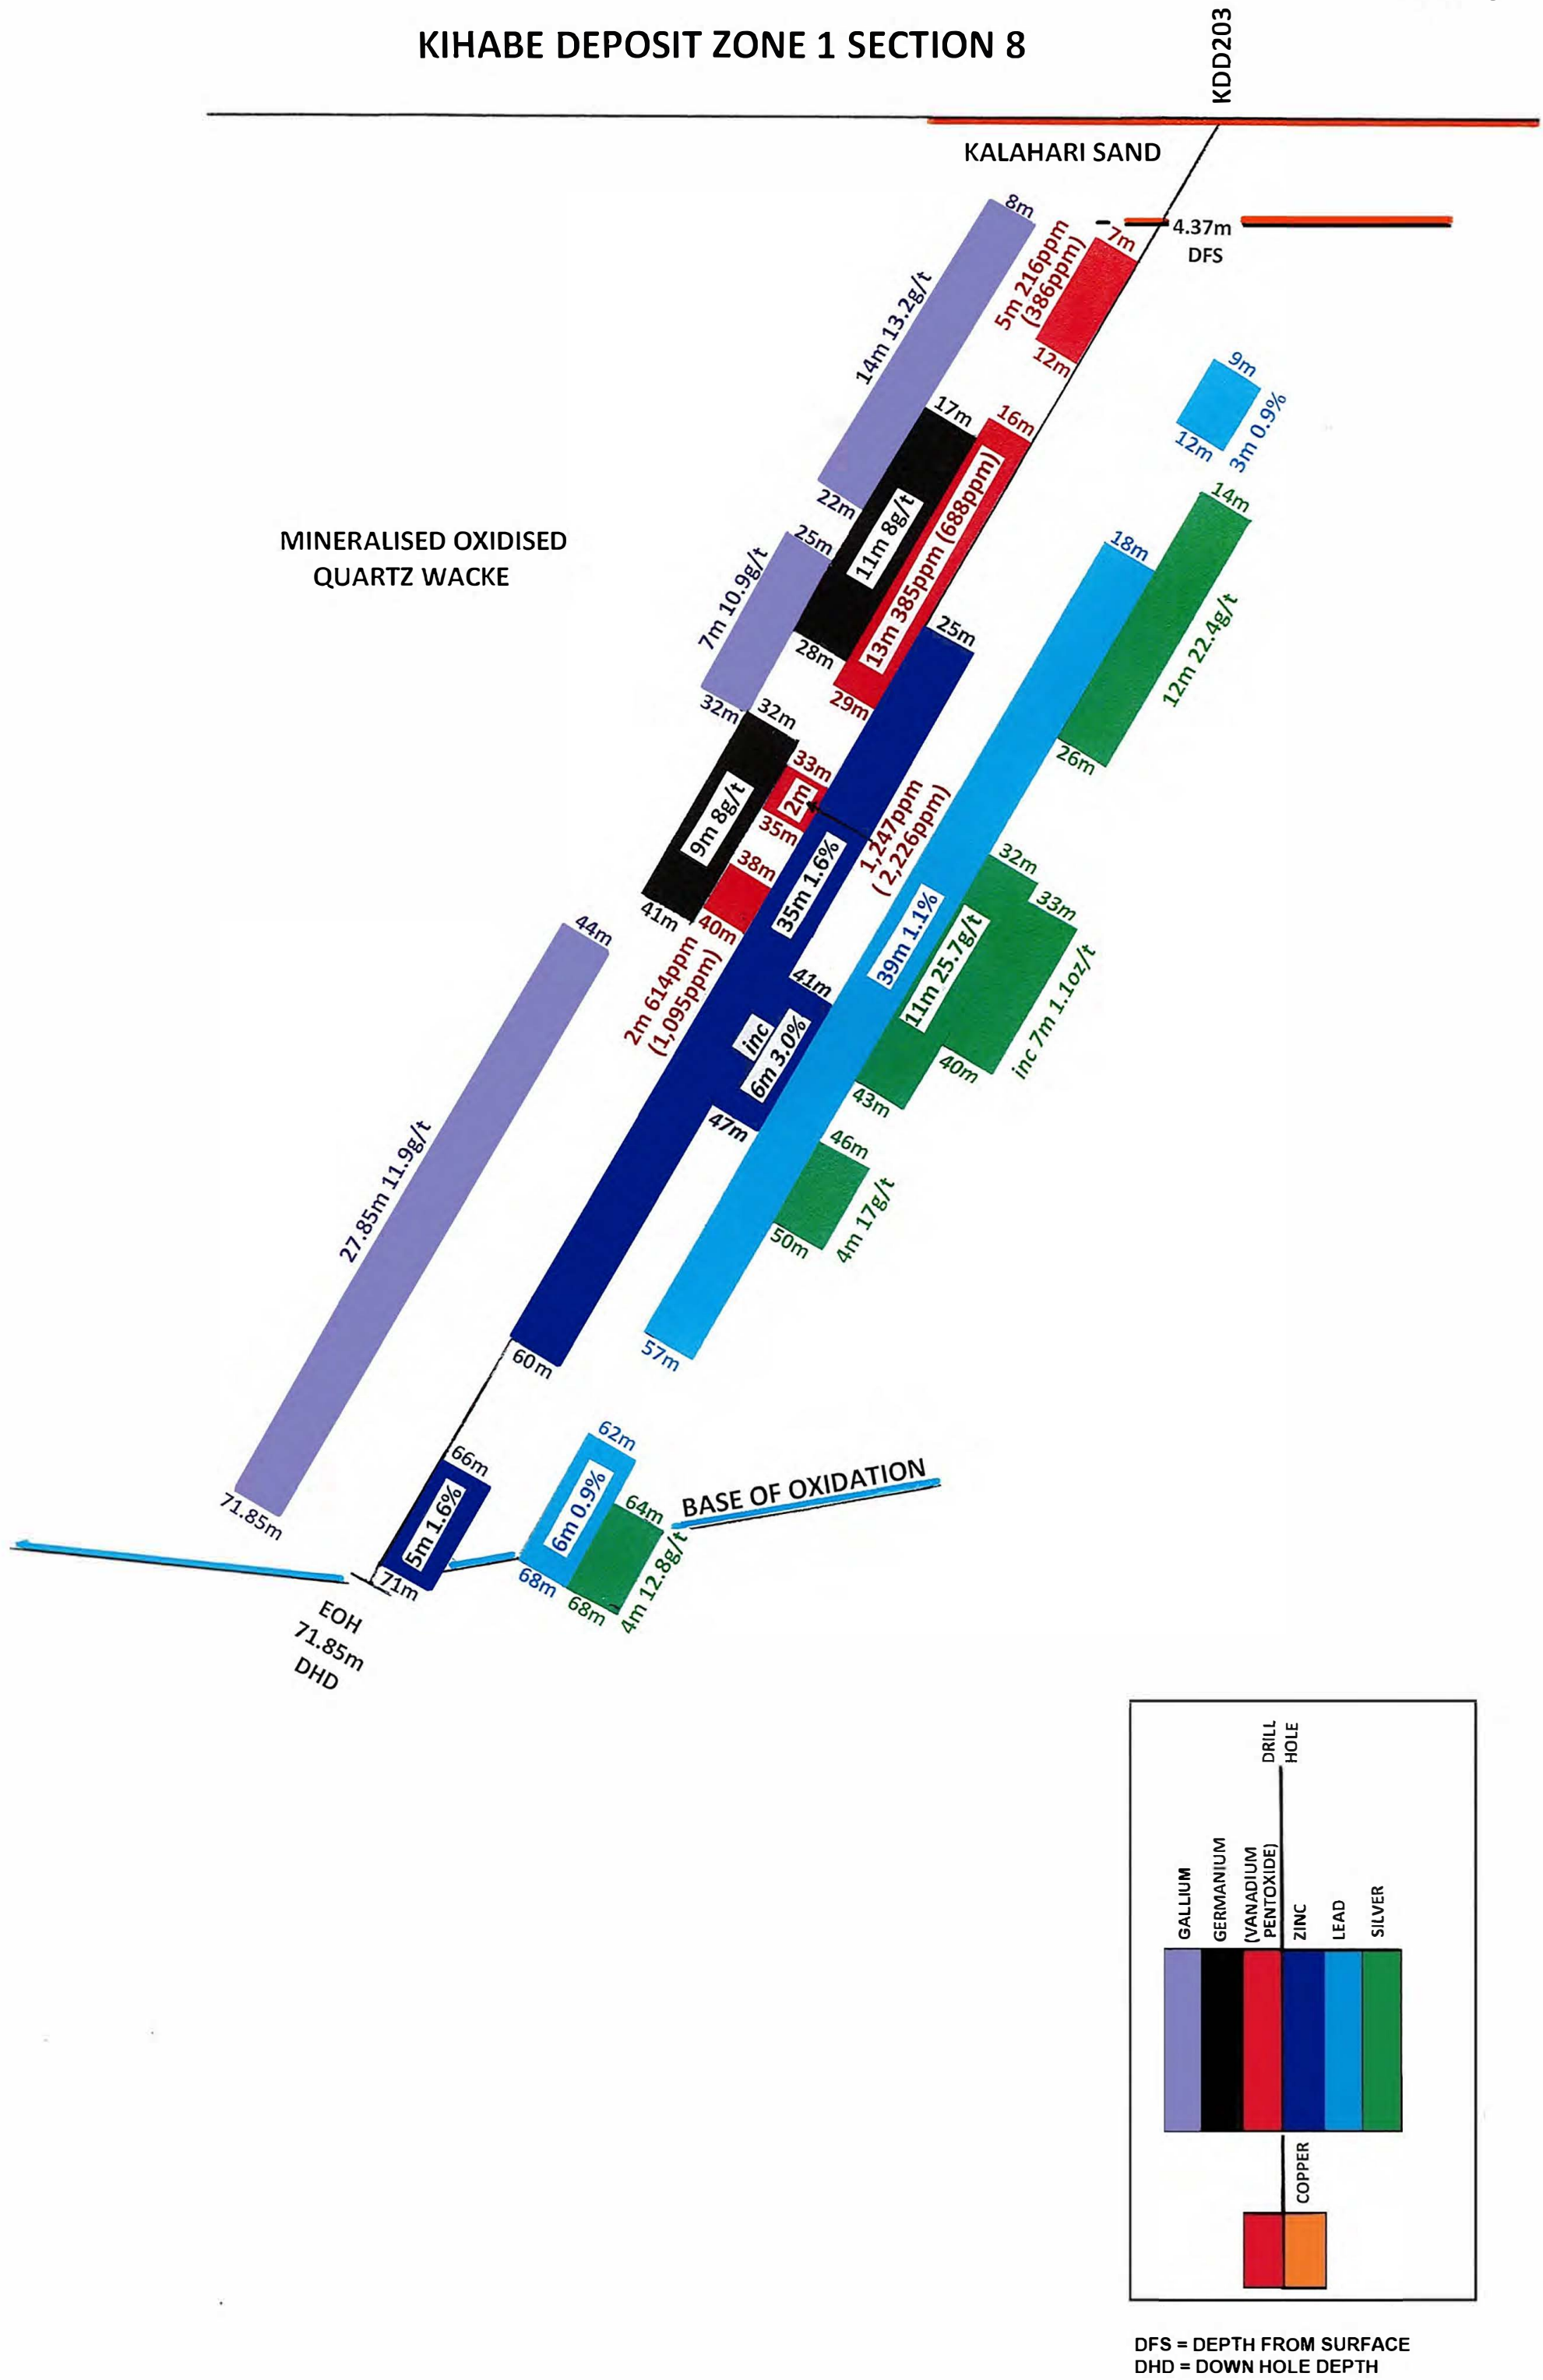 KIHABE DEPOSIT ZONE 1 SECTION 8
KDD203
KALAHARI SAND
4.37m
DFS
8m
14m 13.2g/t
22m
7m
5m 216ppm
(386ppm)
12m
9m
12m
3m 0.9%
17m
11m 8g/t
28m
16m
13m 385ppm (688ppm)
29m
14m
12m 22.4g/t
26m
MINERALISED OXIDISED
QUARTZ WACKE
25m
7m 10.9g/t
32m
18m
39m 1.1%
57m
25m
35m 1.6%
60m
32m
9m 8g/t
41m
33m
2m
35m
1,247ppm
(2,226ppm)
38m
40m
2m 614ppm
(1,095ppm)
32m
11m 25.7g/t
43m
33m
inc 7m 1.1oz/t
40m
41m
inc
6m 3.0%
47m
44m
27.85m 11.9g/t
71.85m
46m
4m 17g/t
50m
62m
6m 0.9%
68m
64m
4m 12.8g/t
68m
66m
5m 1.6%
71m
BASE OF OXIDATION
EOH
71.85m
DHD
DRILL
HOLE
GALLIUM
GERMANIUM
(VANADIUM
PENTOXIDE)
ZINC
LEAD
SILVER
COPPER
DFS = DEPTH FROM SURFACE
DHD = DOWN HOLE DEPTH